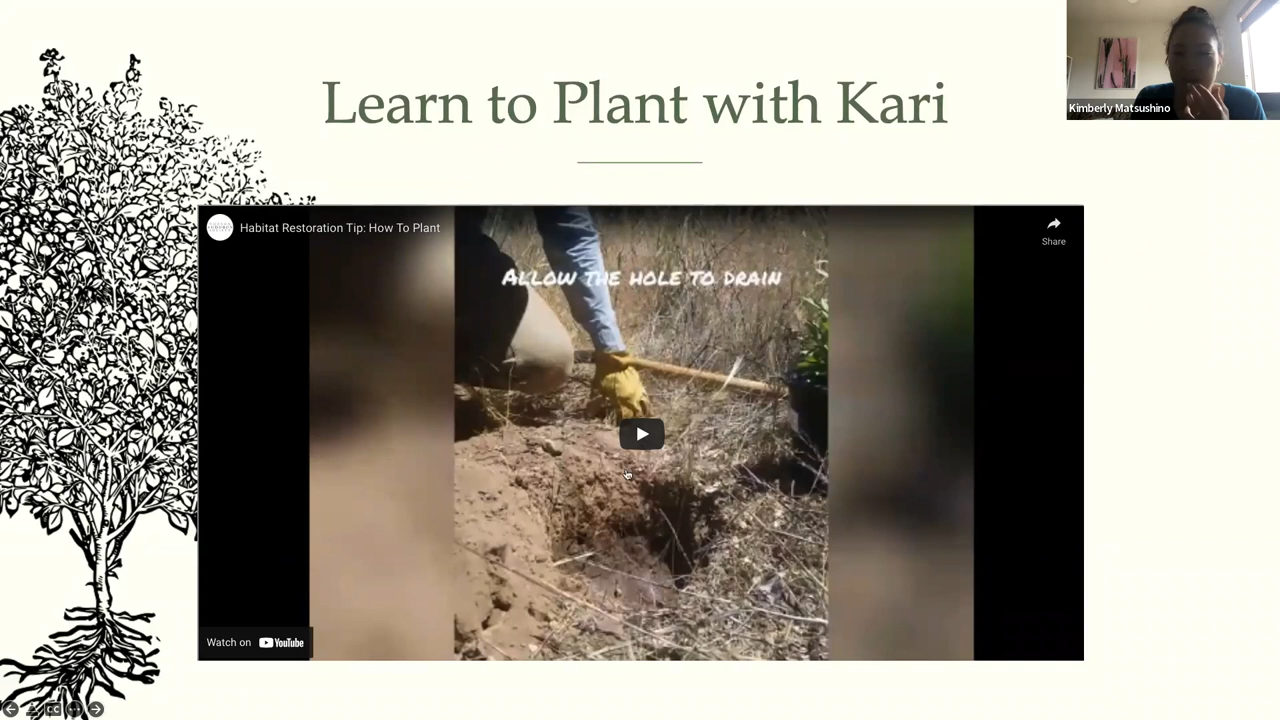 Learn to Plant with Kari
Kimberly Matsushino
Habitat Restoration Tip: How To Plant
Share
ALLOW THE HOLE TO DRAIN
Watch on YouTube
CC